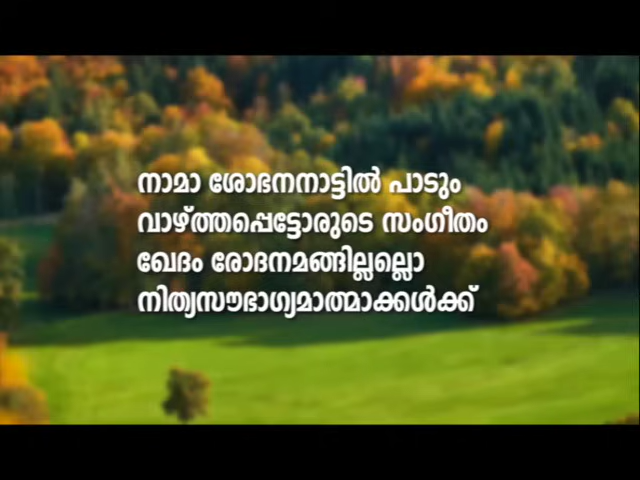 നാമാ ശോഭനനാട്ടിൽ പാടും
വാഴ്ത്തപ്പെട്ടോരുടെ സംഗീതം
ഖേദം രോദനമങ്ങില്ലല്ലൊ
നിത്യസൗഭാഗ്യമാത്മാക്കൾക്ക്